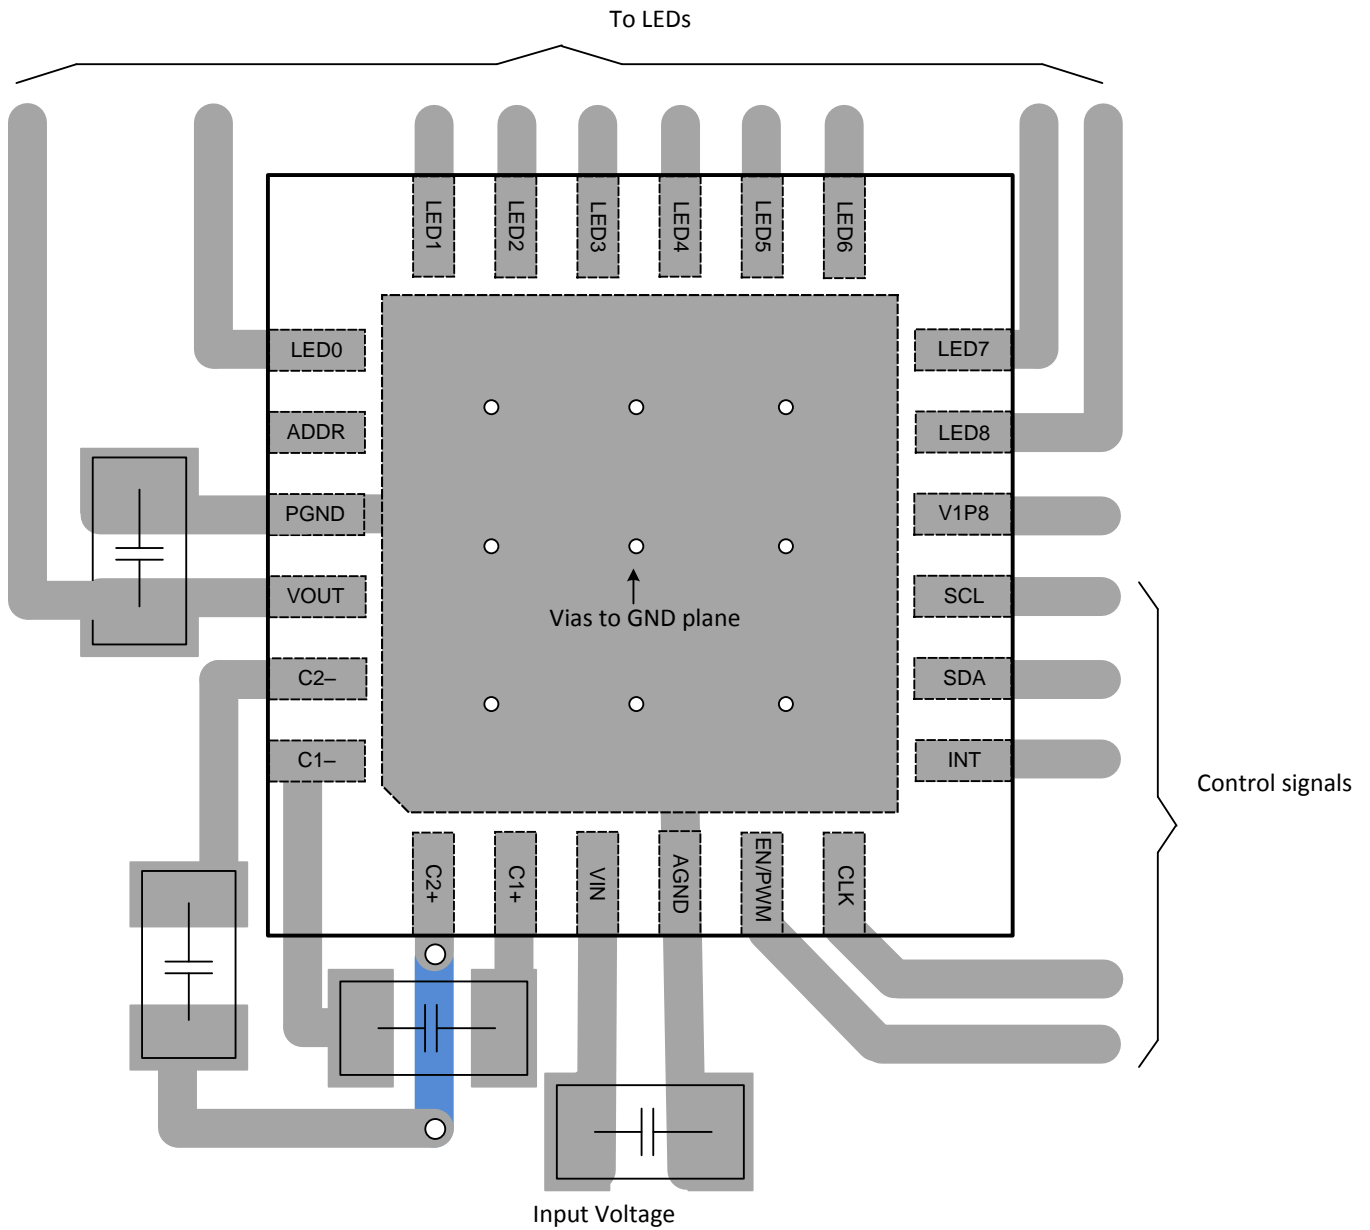 To LEDs
LED1
LED2
LED3
LED4
LED5
LED6
LED0
LED7
ADDR
LED8
PGND
V1P8
VOUT
SCL
Vias to GND plane
C2–
SDA
C1–
INT
Control signals
C2+
C1+
VIN
AGND
EN/PWM
CLK
Input Voltage